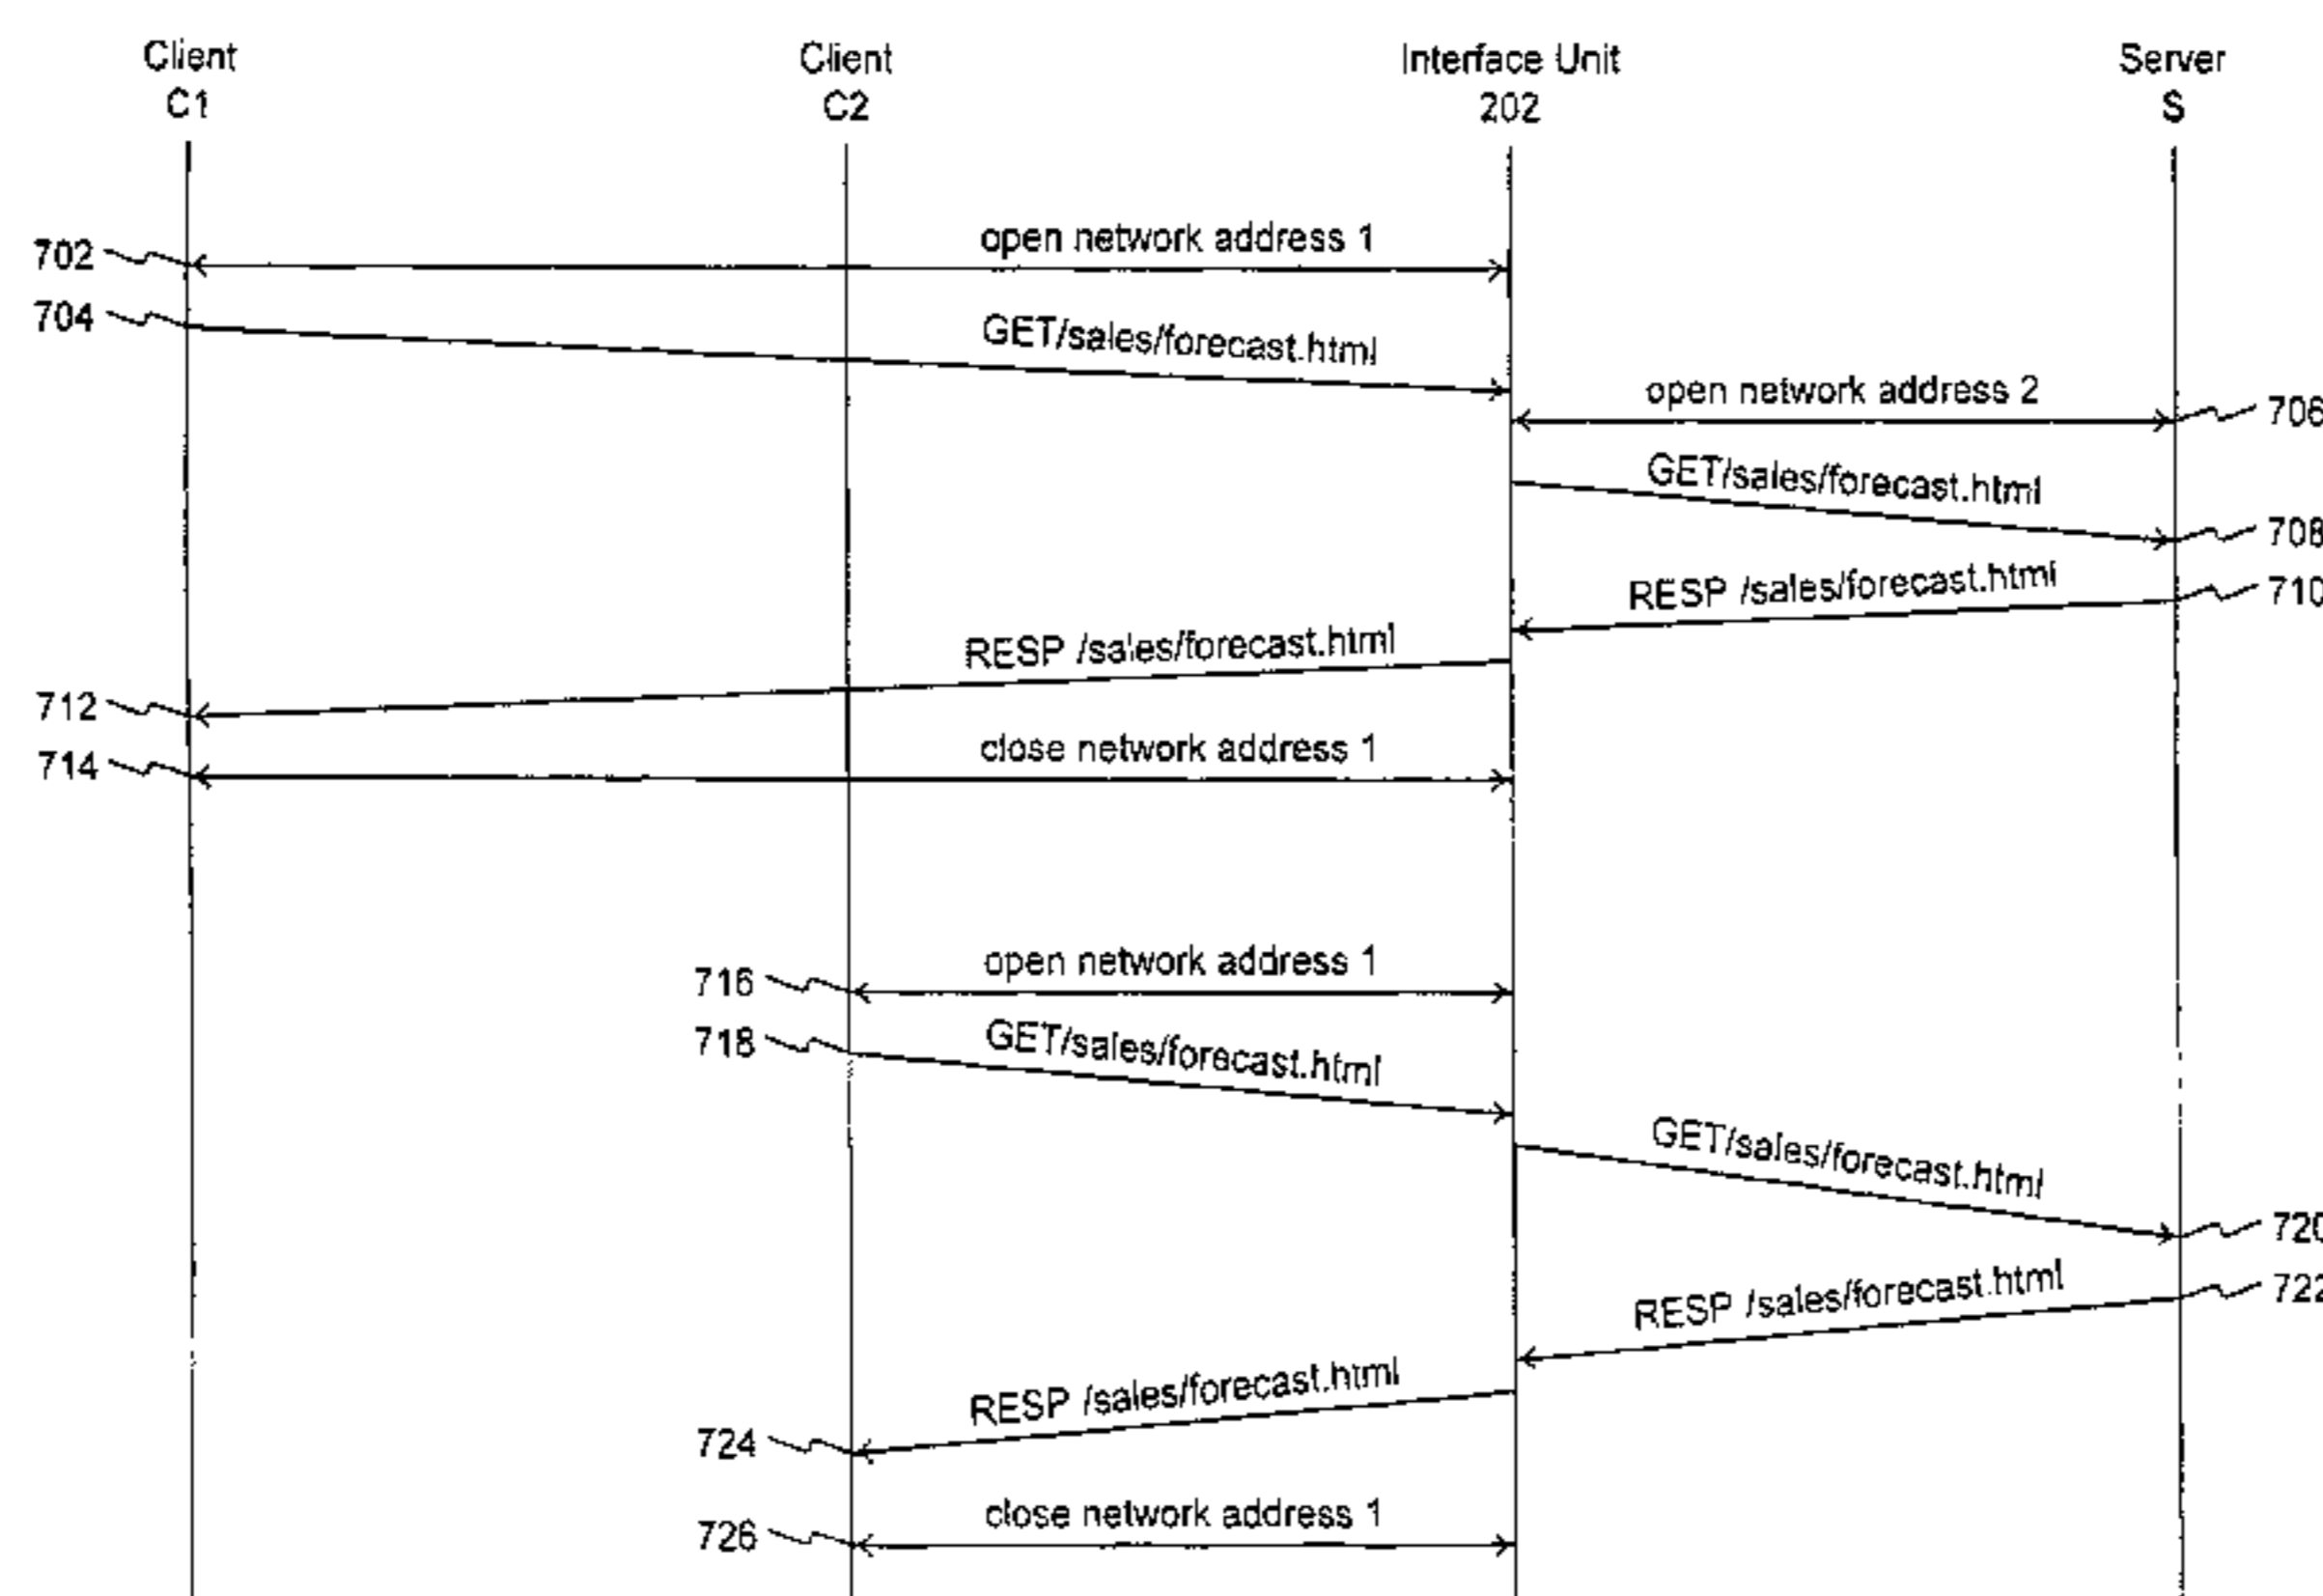 Client
C1
Client
C2
Interface Unit
202
Server
S
702
open network address 1
704
GET/sales/forecast.html
open network address 2
706
GET/sales/forecast.html
708
RESP /sales/forecast.html
710
RESP /sales/forecast.html
712
close network address 1
714
open network address 1
716
GET/sales/forecast.html
718
GET/sales/forecast.html
720
RESP /sales/forecast.html
722
RESP /sales/forecast.html
724
close network address 1
726